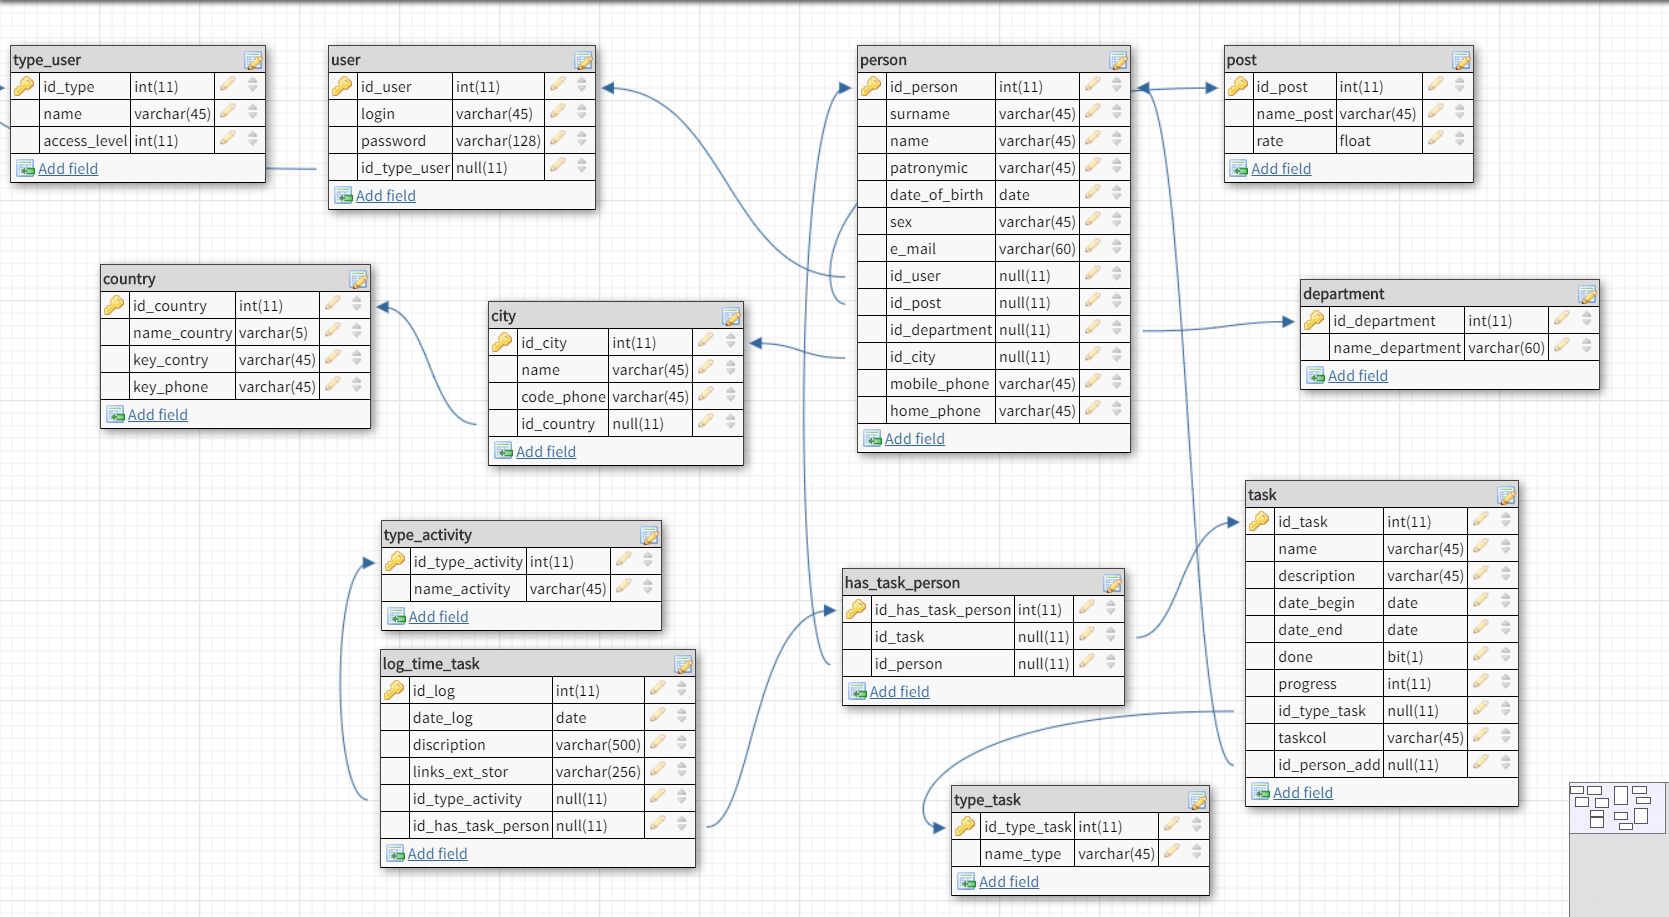 type_user
id_type int(11)
name varchar(45)
access_level int(11)
Add field
user
id_user int(11)
login varchar(45)
password varchar(128)
id_type_user null(11)
Add field
person
id_person int(11)
surname varchar(45)
name varchar(45)
patronymic varchar(45)
date_of_birth date
sex varchar(45)
e_mail varchar(60)
id_user null(11)
id_post null(11)
id_department null(11)
id_city null(11)
mobile_phone varchar(45)
home_phone varchar(45)
Add field
post
id_post int(11)
name_post varchar(45)
rate float
Add field
country
id_country int(11)
name_country varchar(5)
key_contry varchar(45)
key_phone varchar(45)
Add field
city
id_city int(11)
name varchar(45)
code_phone varchar(45)
id_country null(11)
Add field
department
id_department int(11)
name_department varchar(60)
Add field
type_activity
id_type_activity int(11)
name_activity varchar(45)
Add field
log_time_task
id_log int(11)
date_log date
discription varchar(500)
links_ext_stor varchar(256)
id_type_activity null(11)
id_has_task_person null(11)
Add field
has_task_person
id_has_task_person int(11)
id_task null(11)
id_person null(11)
Add field
task
id_task int(11)
name varchar(45)
description varchar(45)
date_begin date
date_end date
done bit(1)
progress int(11)
id_type_task null(11)
taskcol varchar(45)
id_person_add null(11)
Add field
type_task
id_type_task int(11)
name_type varchar(45)
Add field